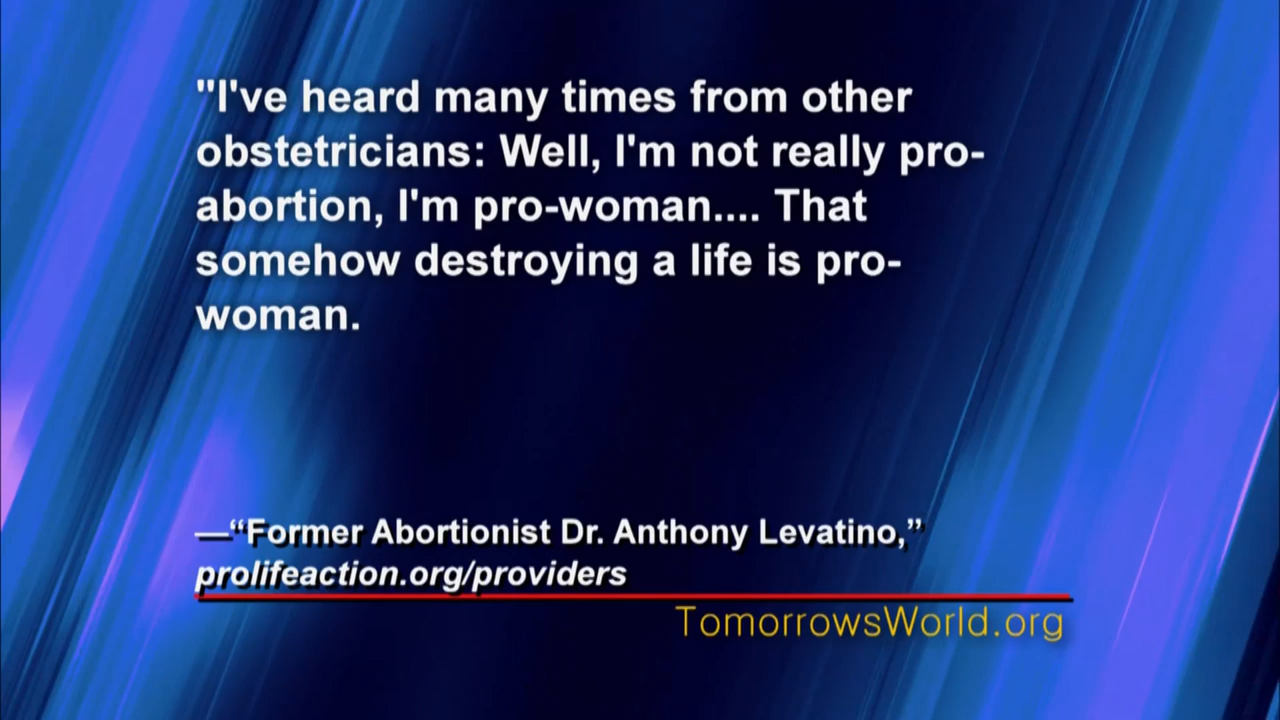 "I've heard many times from other
obstetricians: Well, I'm not really pro-
abortion, I'm pro-woman.... That
somehow destroying a life is pro-
woman.
—“Former Abortionist Dr. Anthony Levatino,”
prolifeaction.org/providers
TomorrowsWorld.org